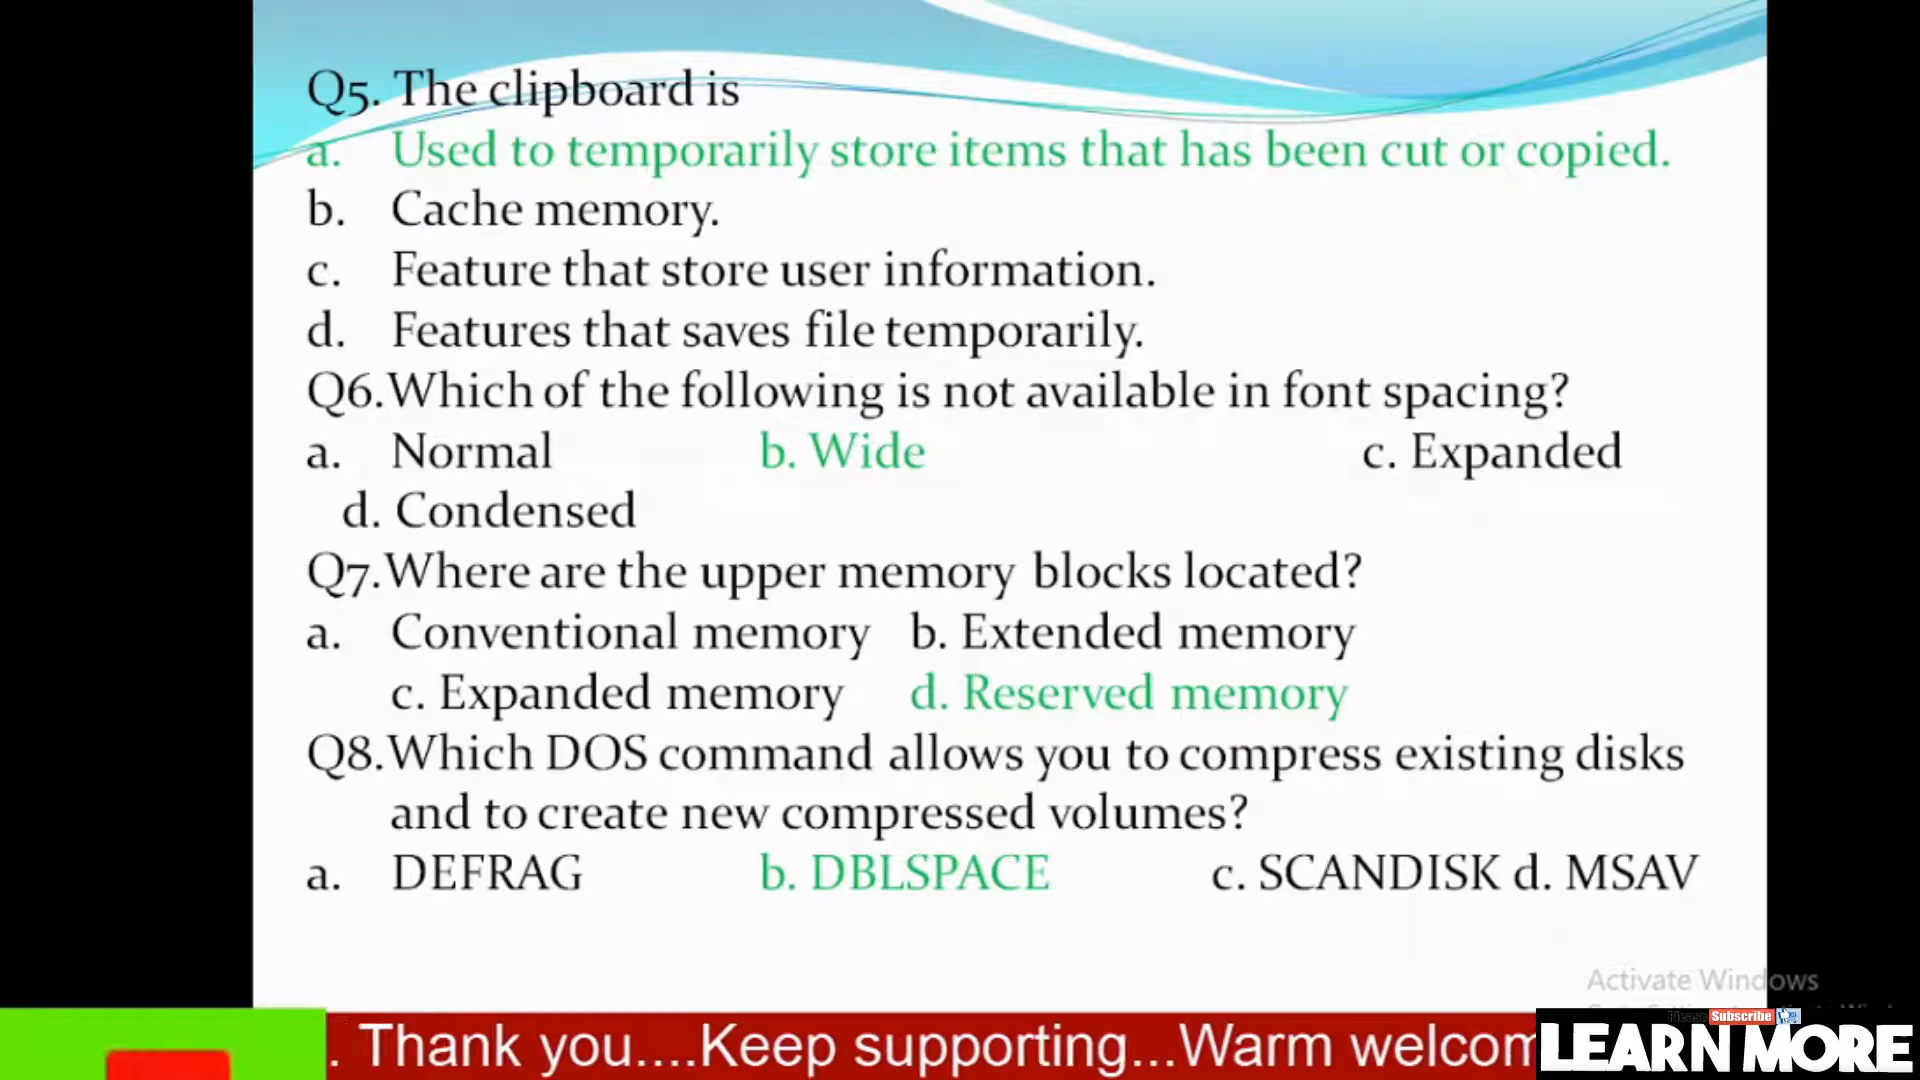 Q5. The clipboard is
a. Used to temporarily store items that has been cut or copied.
b. Cache memory.
c. Feature that store user information.
d. Features that saves file temporarily.
Q6.Which of the following is not available in font spacing?
a. Normal b. Wide c. Expanded
d. Condensed
Q7.Where are the upper memory blocks located?
a. Conventional memory b. Extended memory
c. Expanded memory d. Reserved memory
Q8.Which DOS command allows you to compress existing disks
and to create new compressed volumes?
a. DEFRAG b. DBLSPACE c. SCANDISK d. MSAV
Activate Windows
Please Subscribe
. Thank you....Keep supporting...Warm welcom
LEARN MORE